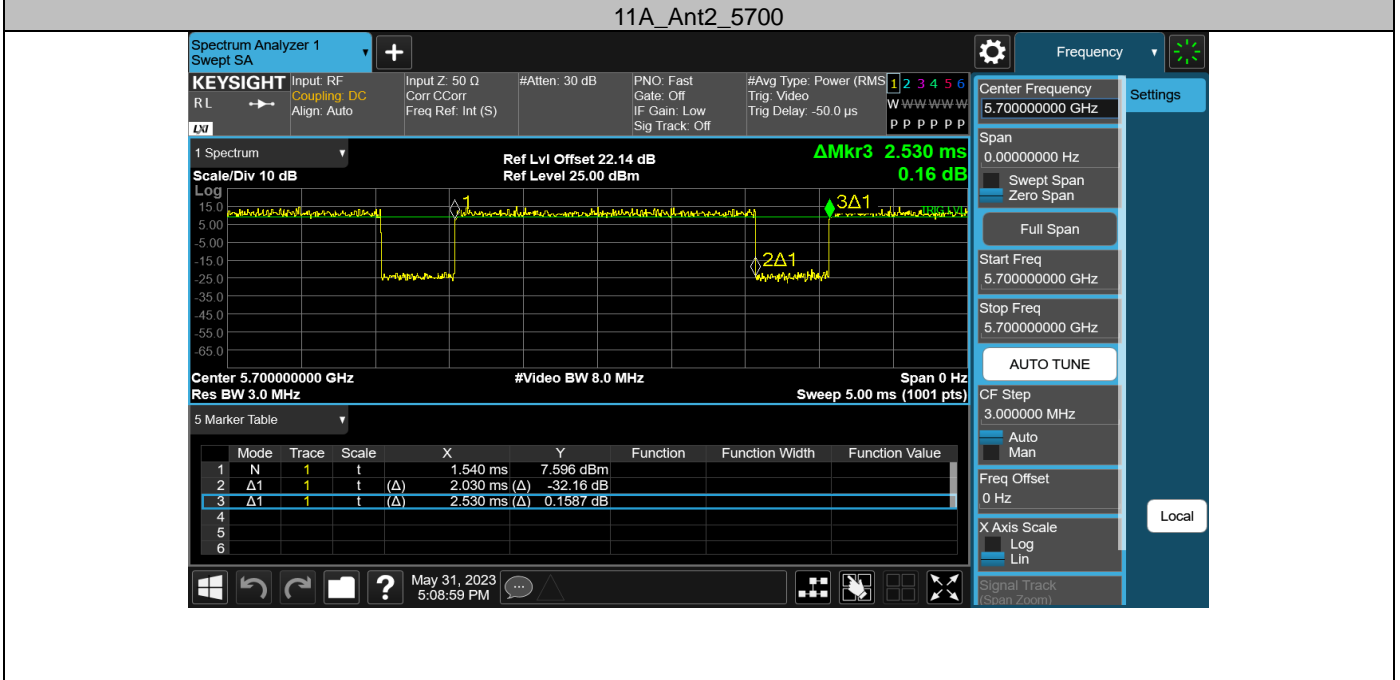 11A_Ant2_5700
Spectrum Analyzer 1
Swept SA
Frequency
KEYSIGHT
R L
LXI
Input: RF
Coupling: DC
Align: Auto
Input Z: 50 Ω
Corr CCorr
Freq Ref: Int (S)
#Atten: 30 dB
PNO: Fast
Gate: Off
IF Gain: Low
Sig Track: Off
#Avg Type: Power (RMS
Trig: Video
Trig Delay: -50.0 µs
1 2 3 4 5 6
W W W W W W
P P P P P P
1 Spectrum
Scale/Div 10 dB
Ref Lvl Offset 22.14 dB
Ref Level 25.00 dBm
ΔMkr3 2.530 ms
0.16 dB
Log
15.0
5.00
-5.00
-15.0
-25.0
-35.0
-45.0
-55.0
-65.0
1
2Δ1
3Δ1
TRIG LVL
Center 5.700000000 GHz
#Video BW 8.0 MHz
Span 0 Hz
Res BW 3.0 MHz
Sweep 5.00 ms (1001 pts)
5 Marker Table
Mode Trace Scale X Y Function Function Width Function Value
1 N 1 t 1.540 ms 7.596 dBm
2 Δ1 1 t (Δ) 2.030 ms (Δ) -32.16 dB
3 Δ1 1 t (Δ) 2.530 ms (Δ) 0.1587 dB
4
5
6
May 31, 2023
5:08:59 PM
Center Frequency
5.700000000 GHz
Settings
Span
0.00000000 Hz
Swept Span
Zero Span
Full Span
Start Freq
5.700000000 GHz
Stop Freq
5.700000000 GHz
AUTO TUNE
CF Step
3.000000 MHz
Auto
Man
Freq Offset
0 Hz
X Axis Scale
Log
Lin
Signal Track
(Span Zoom)
Local